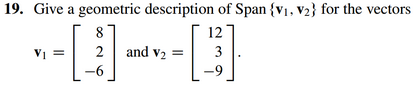 19. Give a geometric description of Span {v₁, v₂} for the vectors
v₁ = [8 2 −6] and v₂ = [12 3 −9].